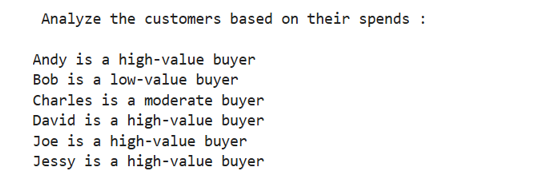 Analyze the customers based on their spends :
Andy is a high-value buyer
Bob is a low-value buyer
Charles is a moderate buyer
David is a high-value buyer
Joe is a high-value buyer
Jessy is a high-value buyer